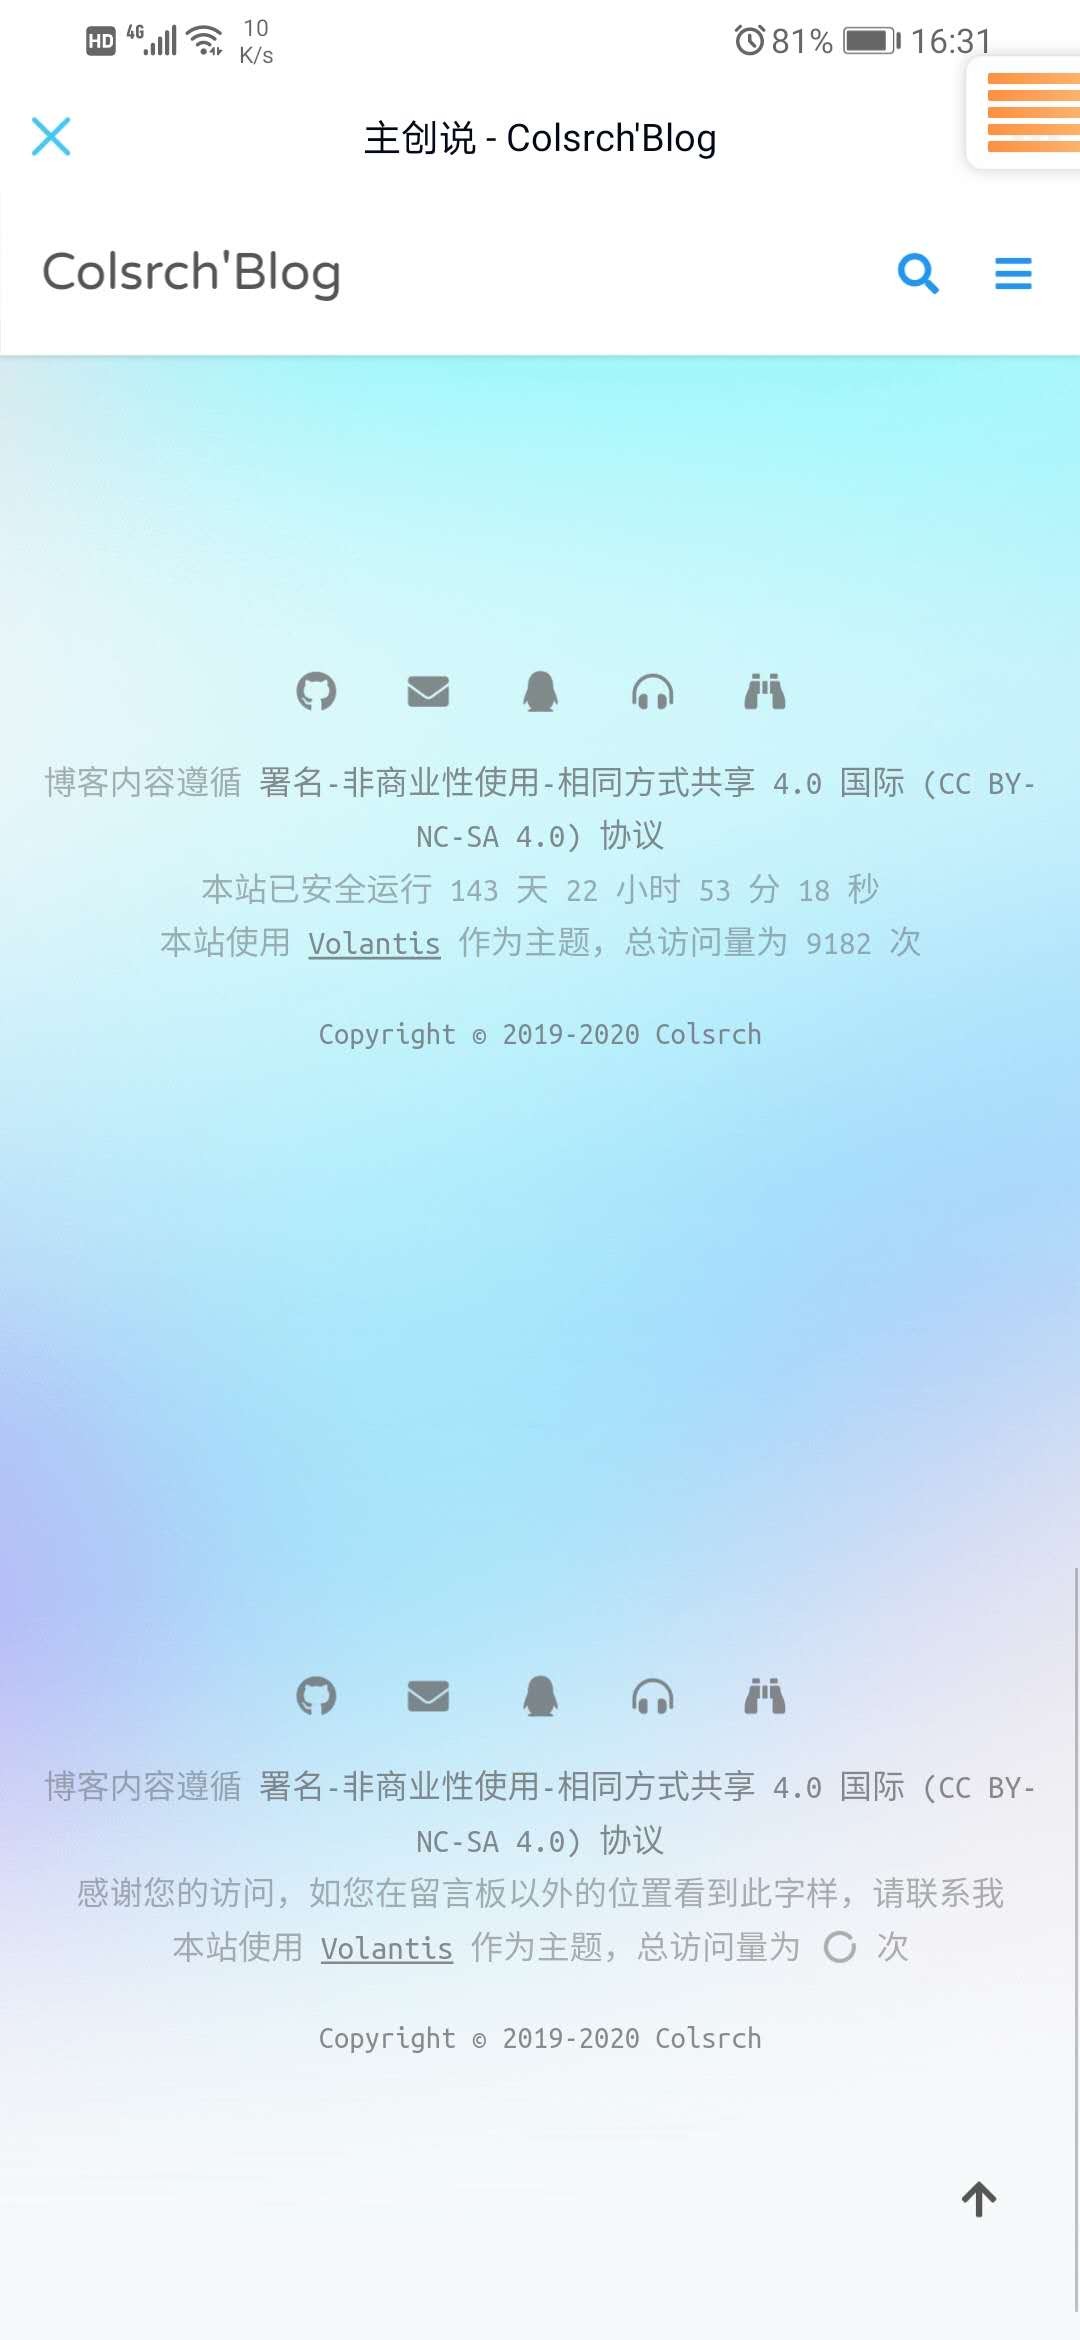 HD 4G 10 K/s 81% 16:31
主创说 - Colsrch'Blog
Colsrch'Blog
博客内容遵循 署名-非商业性使用-相同方式共享 4.0 国际 (CC BY-
NC-SA 4.0) 协议
本站已安全运行 143 天 22 小时 53 分 18 秒
本站使用 Volantis 作为主题，总访问量为 9182 次
Copyright © 2019-2020 Colsrch
博客内容遵循 署名-非商业性使用-相同方式共享 4.0 国际 (CC BY-
NC-SA 4.0) 协议
感谢您的访问，如您在留言板以外的位置看到此字样，请联系我
本站使用 Volantis 作为主题，总访问量为 次
Copyright © 2019-2020 Colsrch